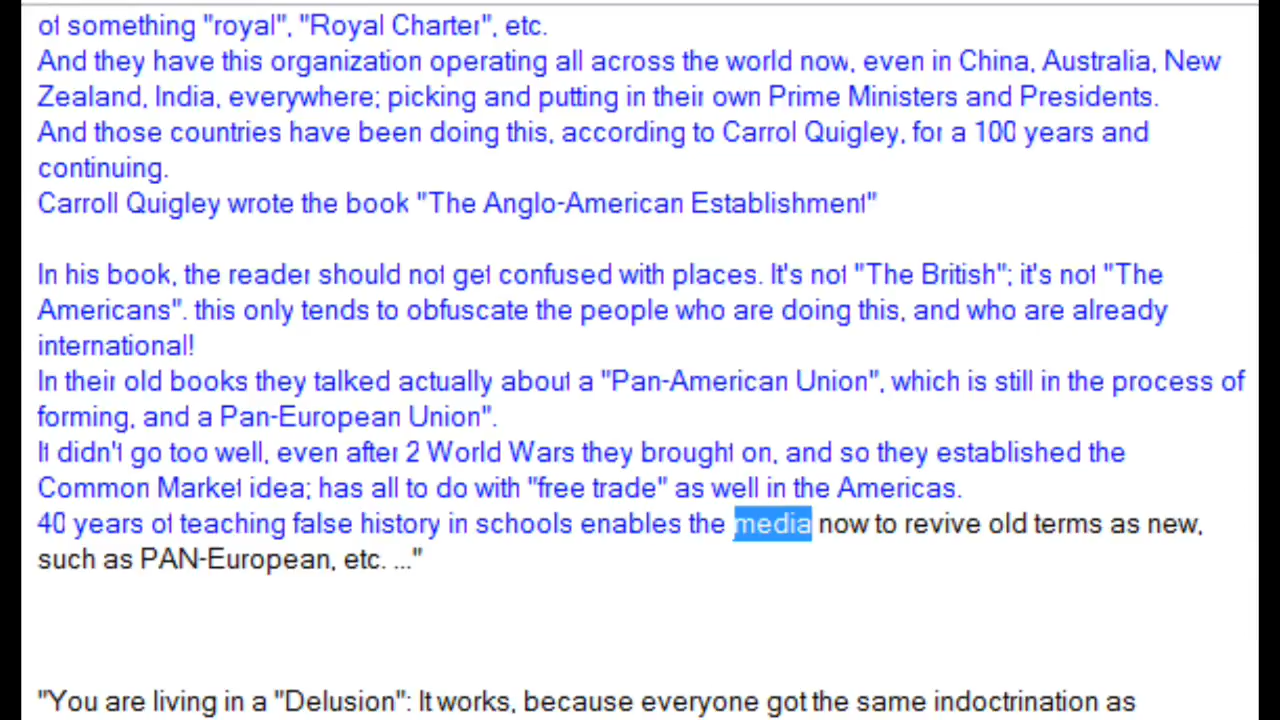 of something "royal", "Royal Charter", etc.
And they have this organization operating all across the world now, even in China, Australia, New
Zealand, India, everywhere; picking and putting in their own Prime Ministers and Presidents.
And those countries have been doing this, according to Carrol Quigley, for a 100 years and
continuing.
Carroll Quigley wrote the book "The Anglo-American Establishment"
In his book, the reader should not get confused with places. It's not "The British"; it's not "The
Americans". this only tends to obfuscate the people who are doing this, and who are already
international!
In their old books they talked actually about a "Pan-American Union", which is still in the process of
forming, and a Pan-European Union".
It didn't go too well, even after 2 World Wars they brought on, and so they established the
Common Market idea; has all to do with "free trade" as well in the Americas.
40 years of teaching false history in schools enables the media now to revive old terms as new,
such as PAN-European, etc. ..."
"You are living in a "Delusion": It works, because everyone got the same indoctrination as